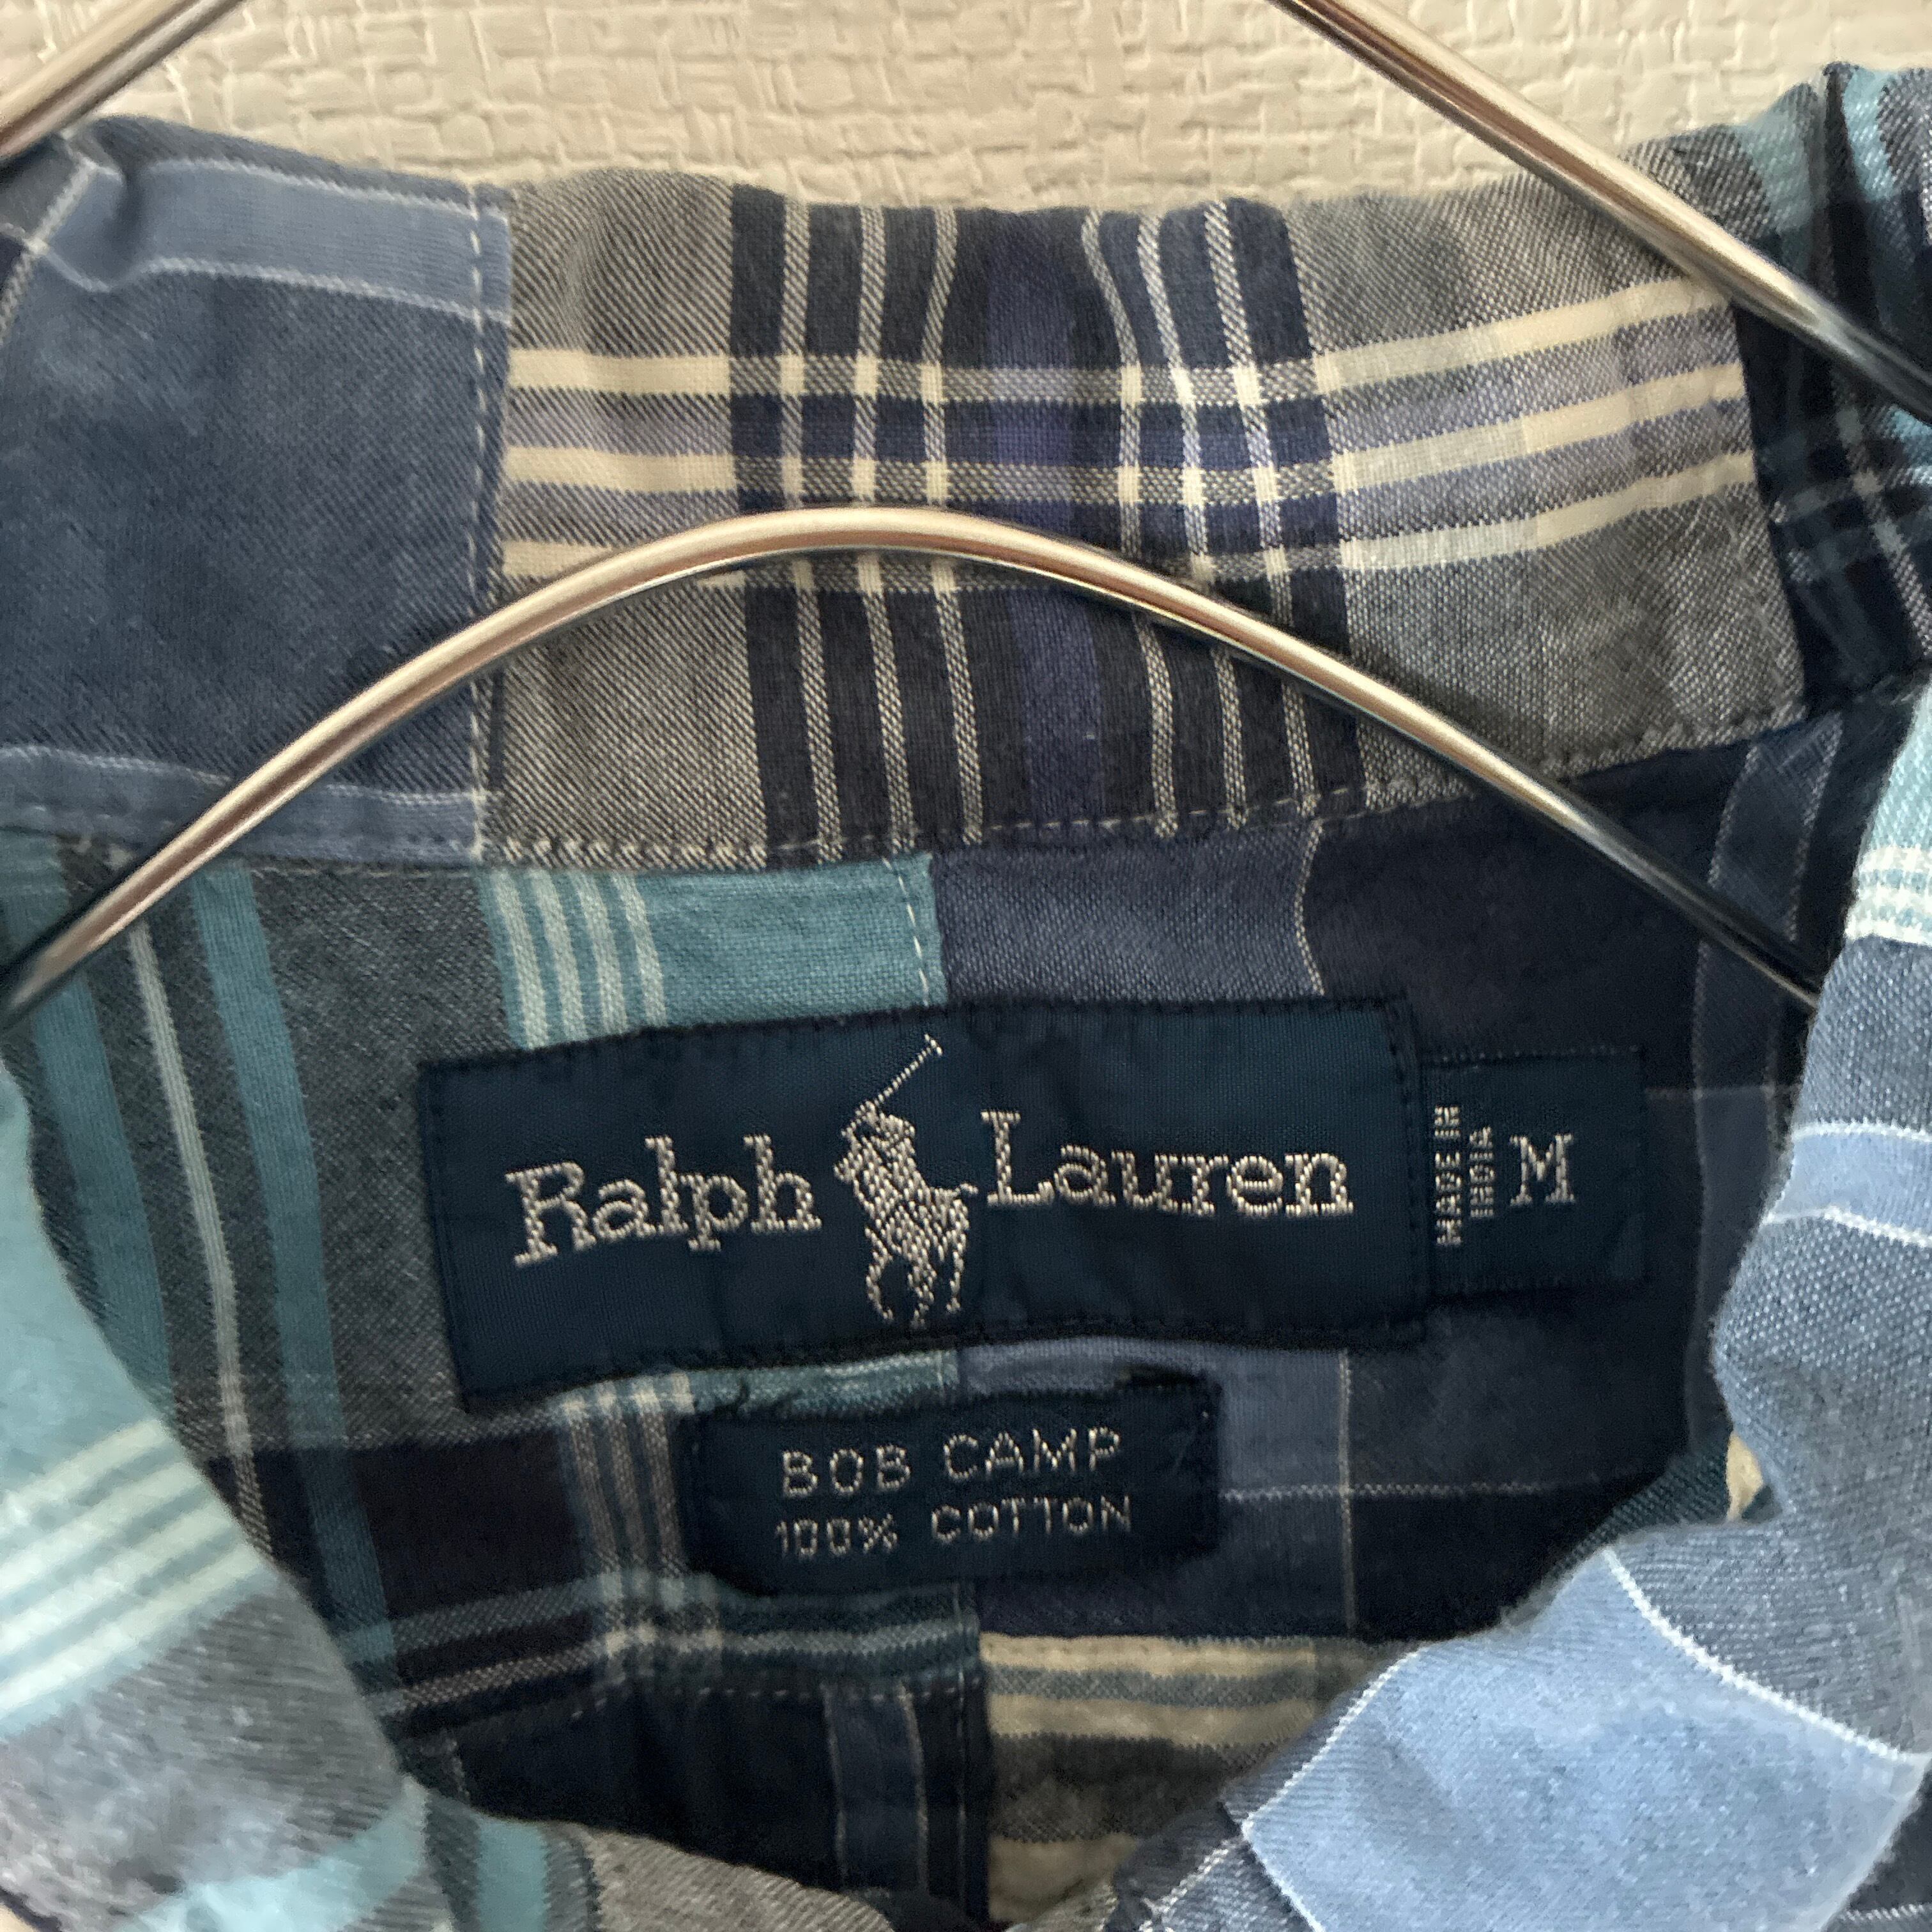 Ralph Lauren
MADE IN
INDIA
M
BOB CAMP
100% COTTON